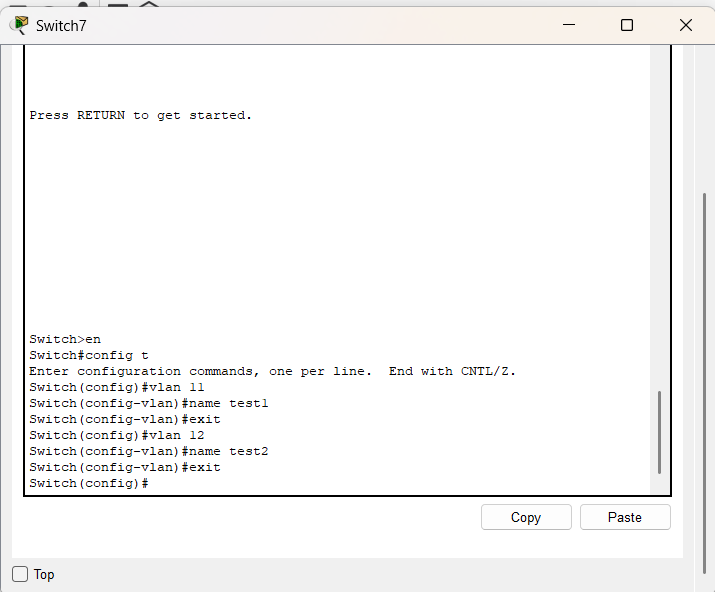 Switch7
Press RETURN to get started.
Switch>en
Switch#config t
Enter configuration commands, one per line.  End with CNTL/Z.
Switch(config)#vlan 11
Switch(config-vlan)#name test1
Switch(config-vlan)#exit
Switch(config)#vlan 12
Switch(config-vlan)#name test2
Switch(config-vlan)#exit
Switch(config)#
Copy
Paste
Top